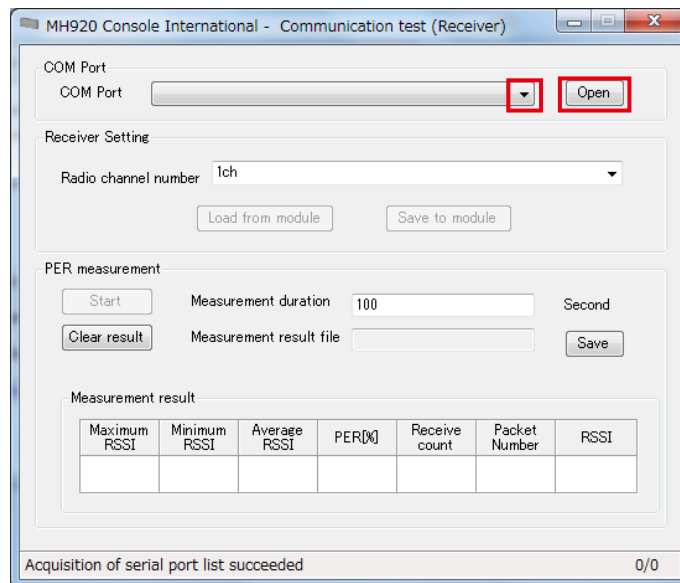 MH920 Console International - Communication test (Receiver)
COM Port
COM Port
Open
Receiver Setting
Radio channel number 1ch
Load from module Save to module
PER measurement
Start Measurement duration 100 Second
Clear result Measurement result file Save
Measurement result
Maximum RSSI Minimum RSSI Average RSSI PER[%] Receive count Packet Number RSSI
Acquisition of serial port list succeeded 0/0